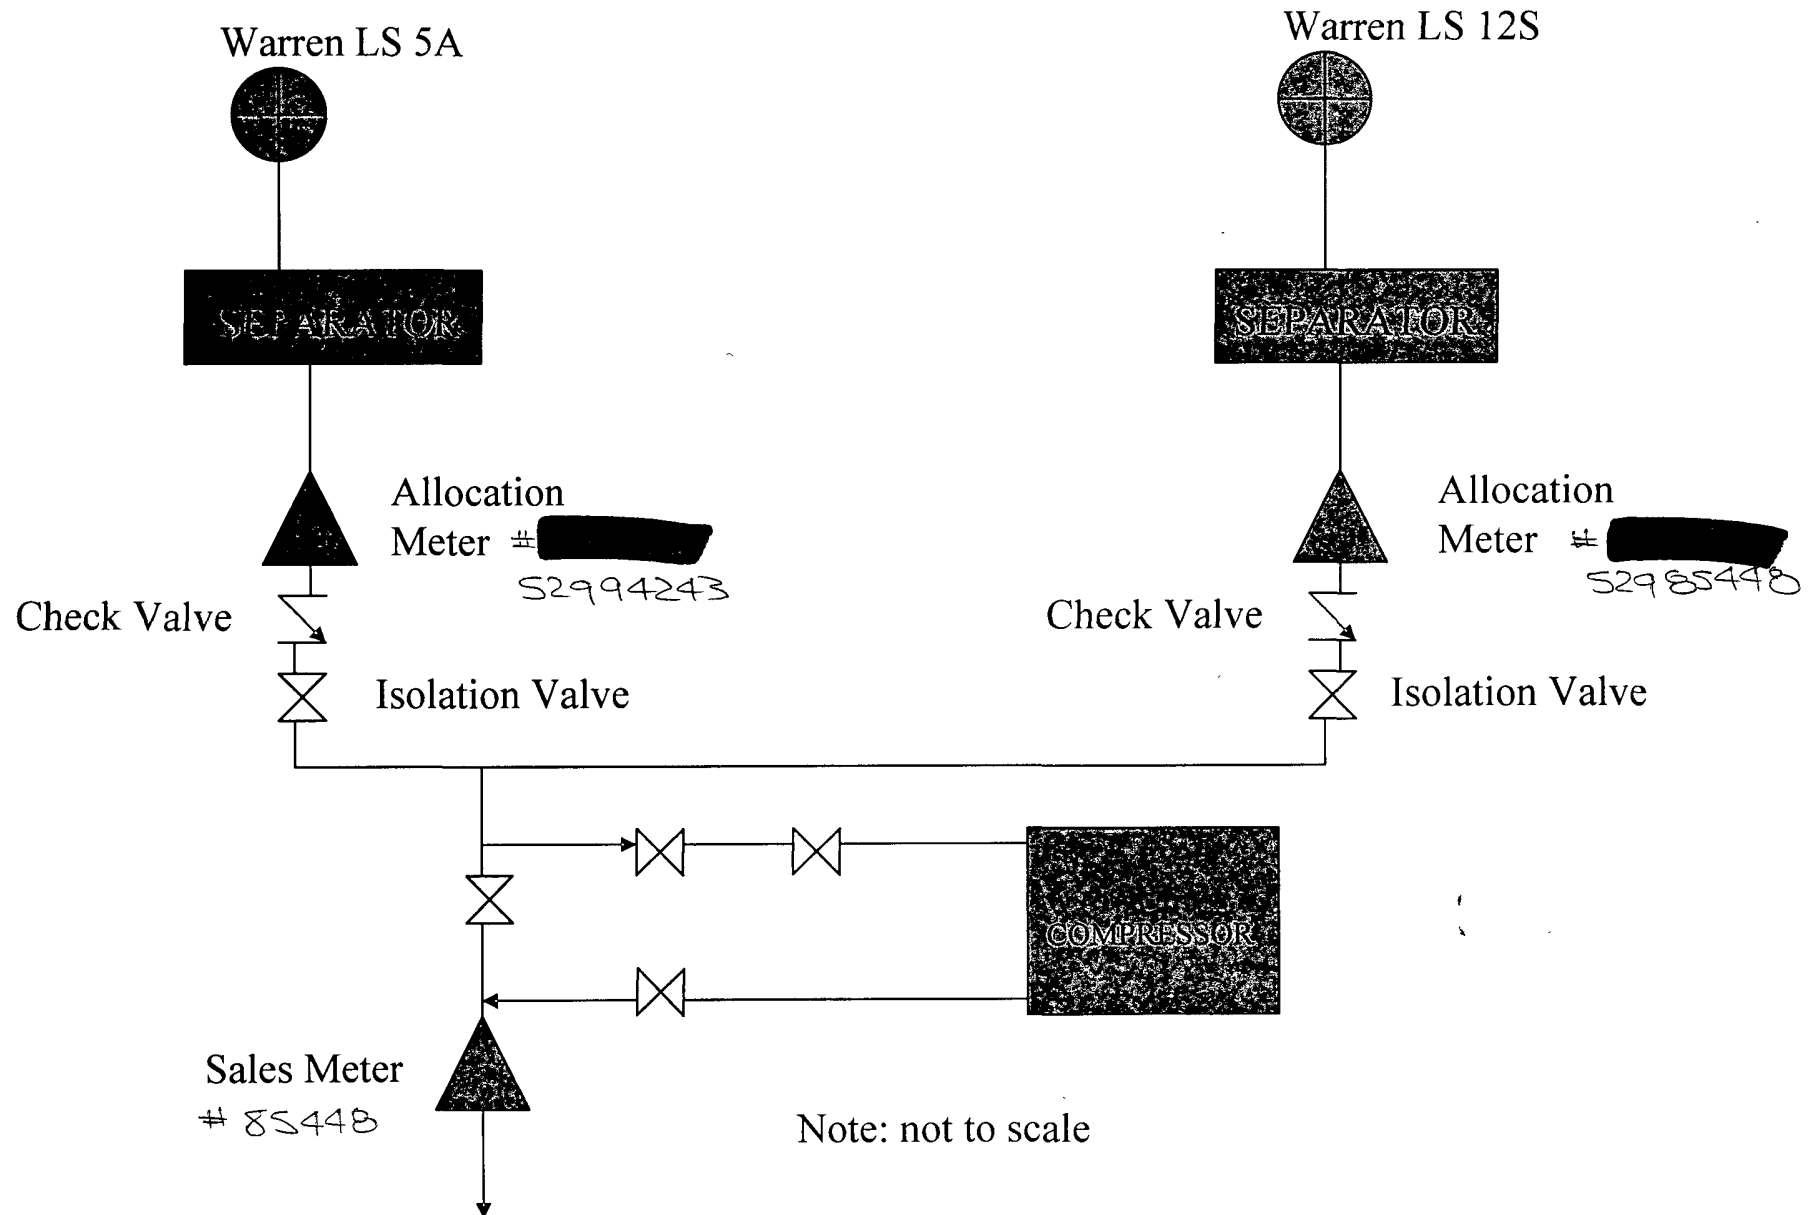 Warren LS 5A
Warren LS 12S
SEPARATOR
SEPARATOR
Allocation
Meter #
52994243
Allocation
Meter #
52985448
Check Valve
Check Valve
Isolation Valve
Isolation Valve
COMPRESSOR
Sales Meter
# 85448
Note: not to scale